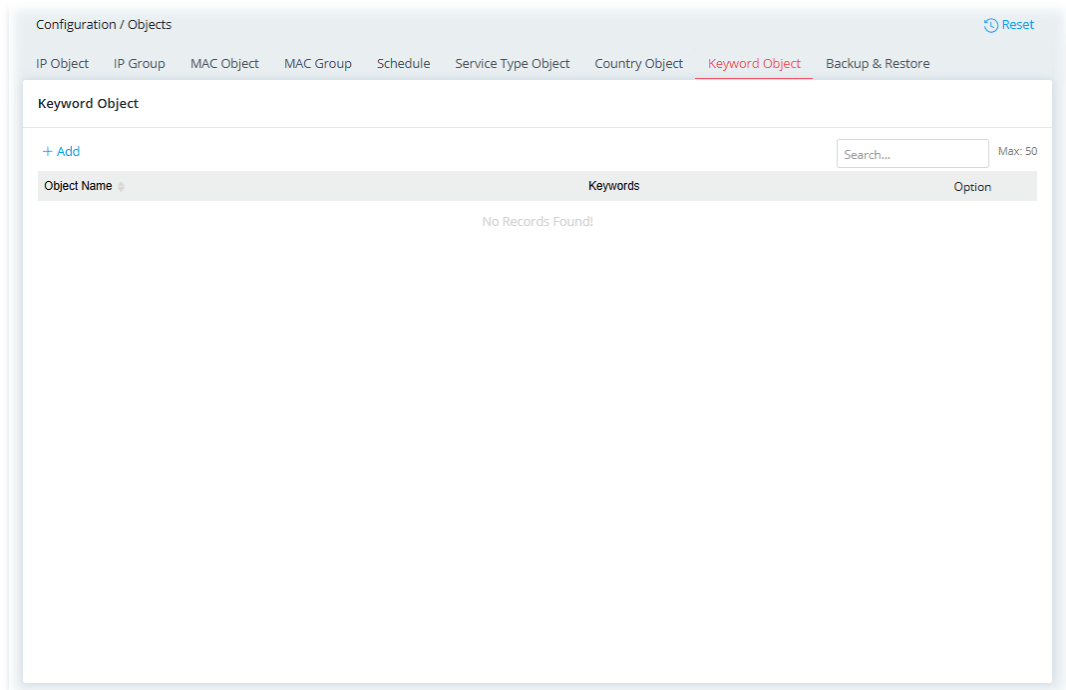 Configuration / Objects
Reset
IP Object IP Group MAC Object MAC Group Schedule Service Type Object Country Object Keyword Object Backup & Restore
Keyword Object
+ Add
Search...
Max: 50
Object Name Keywords Option
No Records Found!